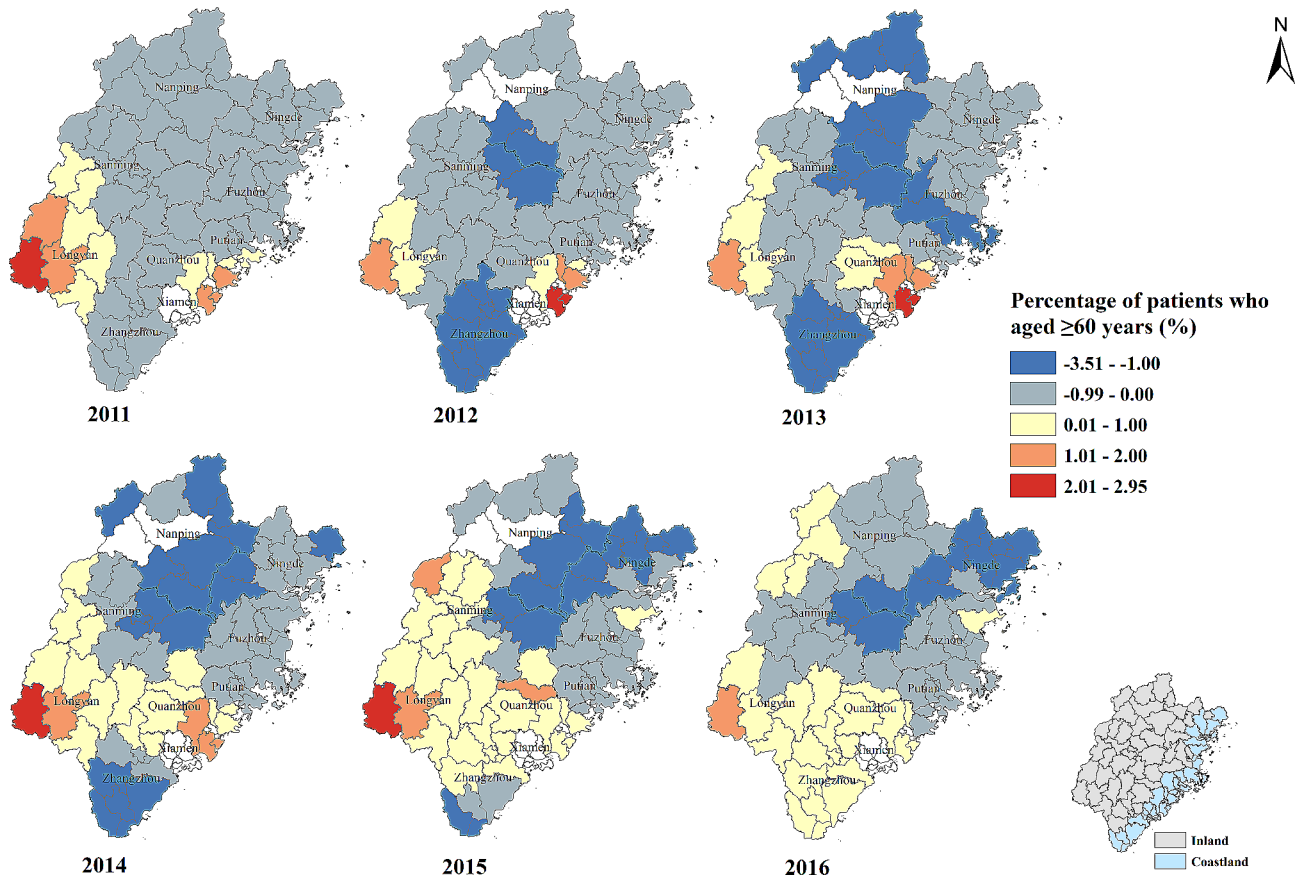 N
Nanping
Ningde
Sanming
Fuzhou
Putian
Longyan
Quanzhou
Xiamen
Zhangzhou
2011
Nanping
Ningde
Sanming
Fuzhou
Putian
Longyan
Quanzhou
Xiamen
Zhangzhou
2012
Nanping
Ningde
Sanming
Fuzhou
Putian
Longyan
Quanzhou
Xiamen
Zhangzhou
2013
Percentage of patients who
aged ≥60 years (%)
-3.51 - -1.00
-0.99 - 0.00
0.01 - 1.00
1.01 - 2.00
2.01 - 2.95
Nanping
Ningde
Sanming
Fuzhou
Putian
Longyan
Quanzhou
Xiamen
Zhangzhou
2014
Nanping
Ningde
Sanming
Fuzhou
Putian
Longyan
Quanzhou
Xiamen
Zhangzhou
2015
Nanping
Ningde
Sanming
Fuzhou
Putian
Longyan
Quanzhou
Xiamen
Zhangzhou
2016
Inland
Coastland